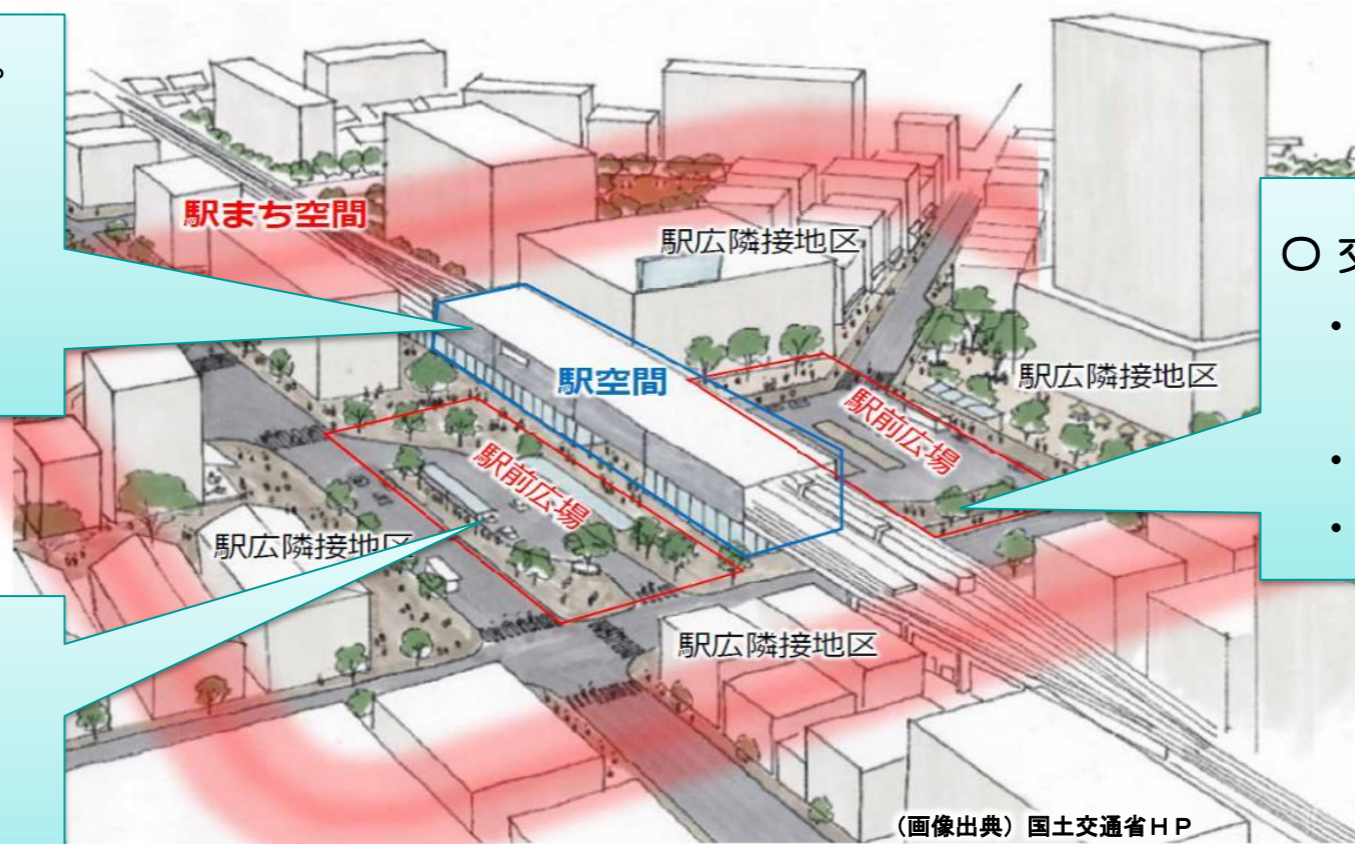 。
駅まち空間
駅広隣接地区
〇 交
・
駅空間
駅広隣接地区
駅前広場
・
駅前広場
・
駅広隣接地区
駅広隣接地区
（画像出典）国土交通省ＨＰ